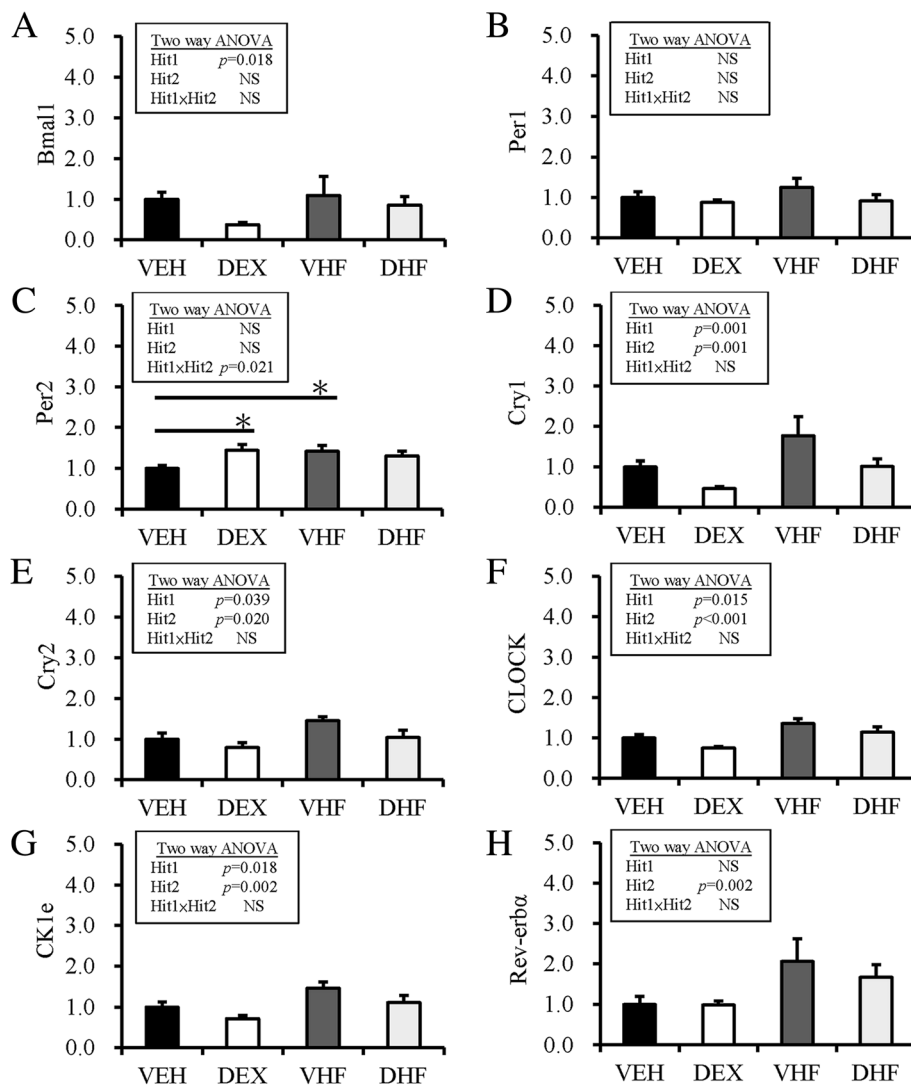 A
5.0
4.0
3.0
2.0
1.0
0.0
Bmal1
Two way ANOVA
Hit1 p=0.018
Hit2 NS
Hit1×Hit2 NS
VEH DEX VHF DHF
B
5.0
4.0
3.0
2.0
1.0
0.0
Per1
Two way ANOVA
Hit1 NS
Hit2 NS
Hit1×Hit2 NS
VEH DEX VHF DHF
C
5.0
4.0
3.0
2.0
1.0
0.0
Per2
Two way ANOVA
Hit1 NS
Hit2 NS
Hit1×Hit2 p=0.021
*
*
VEH DEX VHF DHF
D
5.0
4.0
3.0
2.0
1.0
0.0
Cry1
Two way ANOVA
Hit1 p=0.001
Hit2 p=0.001
Hit1×Hit2 NS
VEH DEX VHF DHF
E
5.0
4.0
3.0
2.0
1.0
0.0
Cry2
Two way ANOVA
Hit1 p=0.039
Hit2 p=0.020
Hit1×Hit2 NS
VEH DEX VHF DHF
F
5.0
4.0
3.0
2.0
1.0
0.0
CLOCK
Two way ANOVA
Hit1 p=0.015
Hit2 p<0.001
Hit1×Hit2 NS
VEH DEX VHF DHF
G
5.0
4.0
3.0
2.0
1.0
0.0
CK1e
Two way ANOVA
Hit1 p=0.018
Hit2 p=0.002
Hit1×Hit2 NS
VEH DEX VHF DHF
H
5.0
4.0
3.0
2.0
1.0
0.0
Rev-erbα
Two way ANOVA
Hit1 NS
Hit2 p=0.002
Hit1×Hit2 NS
VEH DEX VHF DHF